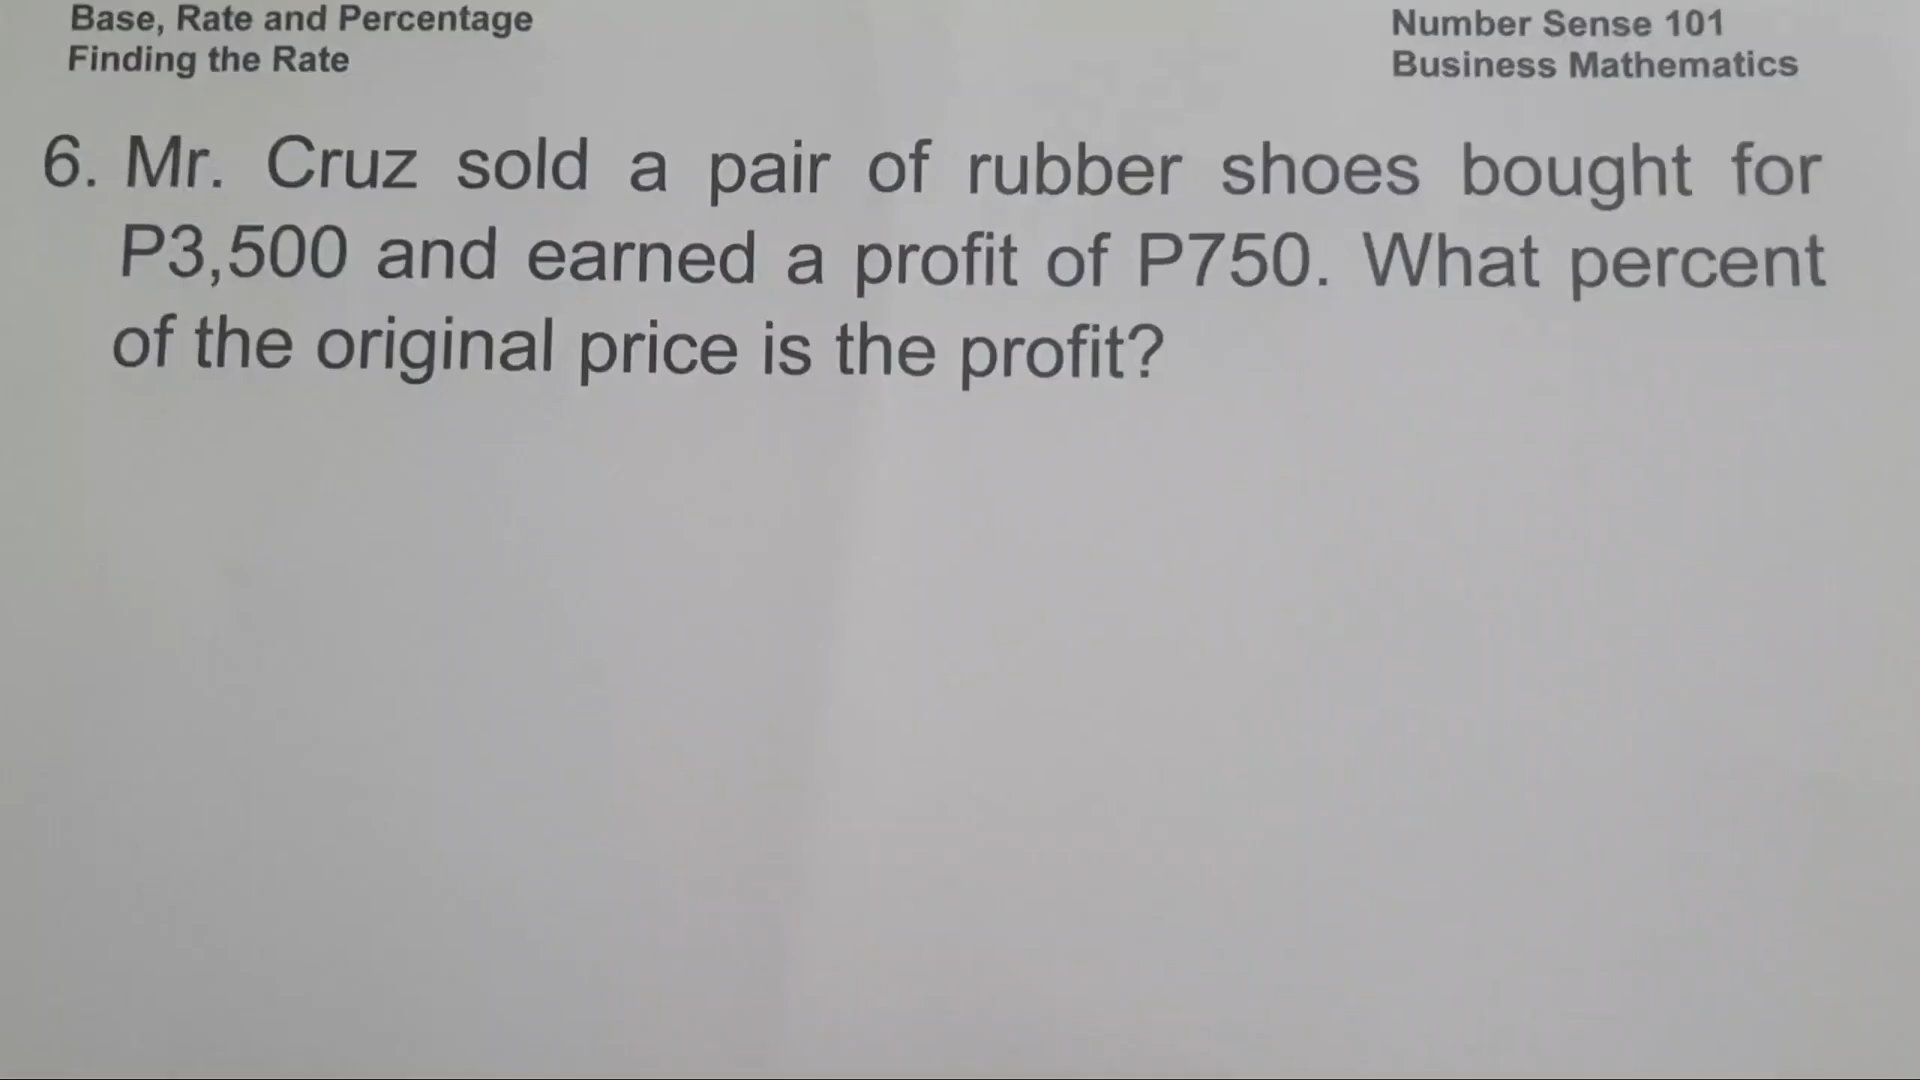 Base, Rate and Percentage
Finding the Rate
Number Sense 101
Business Mathematics
6. Mr. Cruz sold a pair of rubber shoes bought for
P3,500 and earned a profit of P750. What percent
of the original price is the profit?